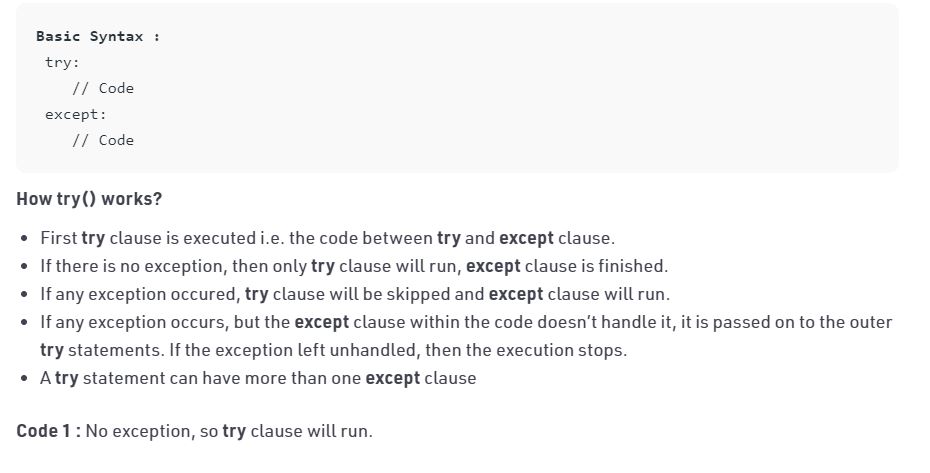 Basic Syntax :
try:
// Code
except:
// Code
How try() works?
• First try clause is executed i.e. the code between try and except clause.
• If there is no exception, then only try clause will run, except clause is finished.
• If any exception occured, try clause will be skipped and except clause will run.
• If any exception occurs, but the except clause within the code doesn't handle it, it is passed on to the outer
try statements. If the exception left unhandled, then the execution stops.
• A try statement can have more than one except clause
Code 1 : No exception, so try clause will run.